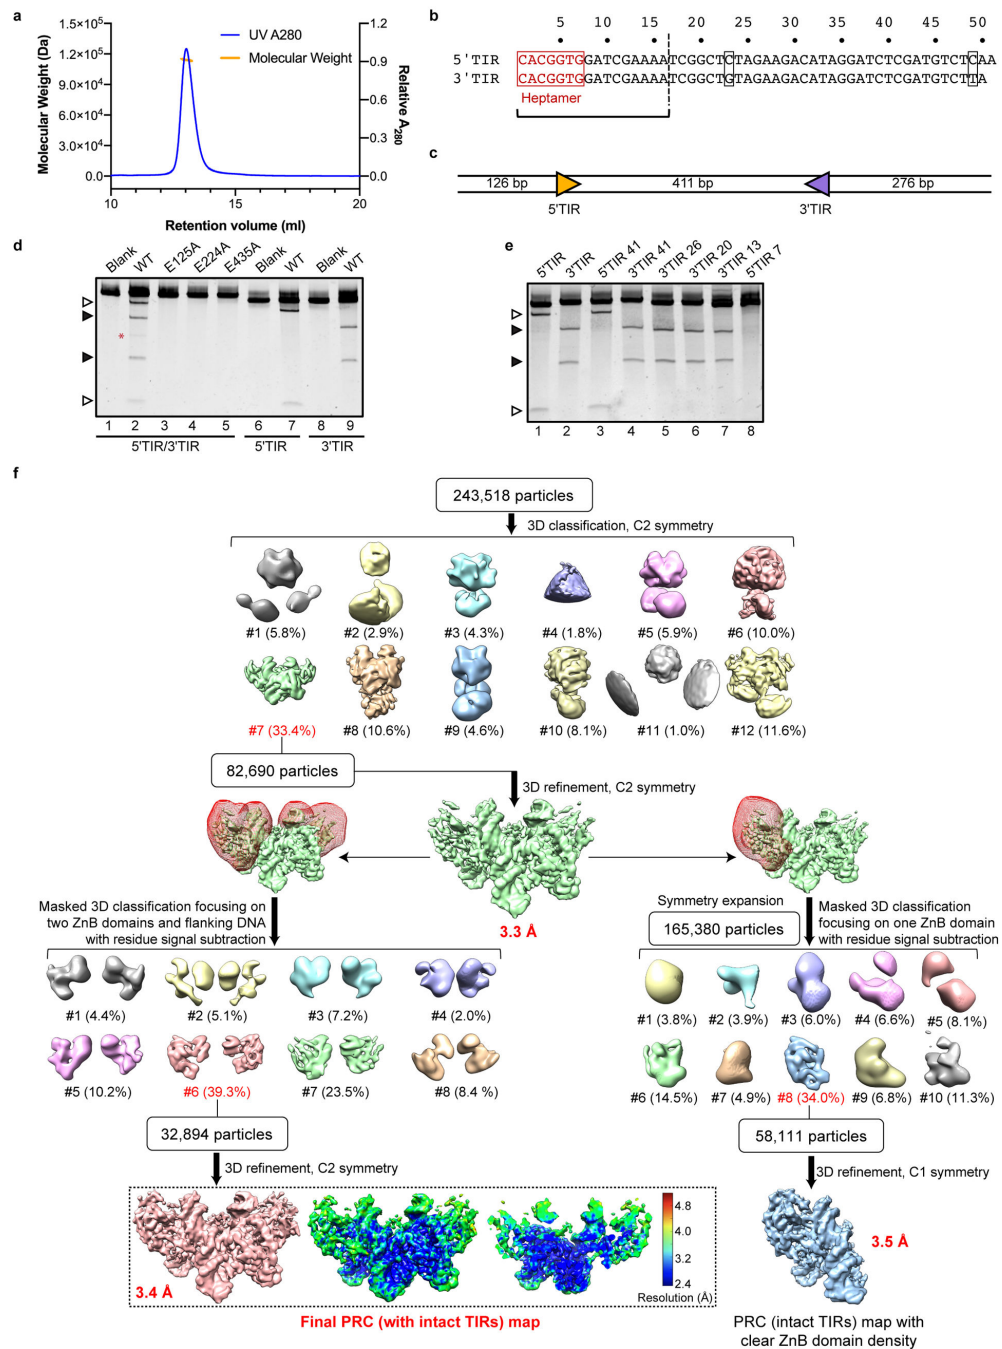 a
1.5×10⁵
1.2×10⁵
9.0×10⁴
6.0×10⁴
3.0×10⁴
0.0
Molecular Weight (Da)
UV A280
Molecular Weight
1.2
0.9
0.6
0.3
0.0
Relative A₂₈₀
10
15
20
Retention volume (ml)
b
5 10 15 20 25 30 35 40 45 50
5'TIR CACGGTGGATCGAAAATCGGCTCTAGAAGACATAGGATCTCGATGTCTCAA
3'TIR CACGGTGGATCGAAAATCGGCTGTAGAAGACATAGGATCTCGATGTCTTA
Heptamer
c
126 bp 411 bp 276 bp
5'TIR 3'TIR
d
Blank WT E125A E224A E435A Blank WT Blank WT
*
1 2 3 4 5 6 7 8 9
5'TIR/3'TIR 5'TIR 3'TIR
e
5'TIR 3'TIR 5'TIR 41 3'TIR 41 3'TIR 26 3'TIR 20 3'TIR 13 5'TIR 7
1 2 3 4 5 6 7 8
f
243,518 particles
3D classification, C2 symmetry
#1 (5.8%) #2 (2.9%) #3 (4.3%) #4 (1.8%) #5 (5.9%) #6 (10.0%)
#7 (33.4%) #8 (10.6%) #9 (4.6%) #10 (8.1%) #11 (1.0%) #12 (11.6%)
82,690 particles
3D refinement, C2 symmetry
3.3 Å
Masked 3D classification focusing on
two ZnB domains and flanking DNA
with residue signal subtraction
Symmetry expansion
165,380 particles
Masked 3D classification
focusing on one ZnB domain
with residue signal subtraction
#1 (4.4%) #2 (5.1%) #3 (7.2%) #4 (2.0%)
#5 (10.2%) #6 (39.3%) #7 (23.5%) #8 (8.4 %)
#1 (3.8%) #2 (3.9%) #3 (6.0%) #4 (6.6%) #5 (8.1%)
#6 (14.5%) #7 (4.9%) #8 (34.0%) #9 (6.8%) #10 (11.3%)
32,894 particles
3D refinement, C2 symmetry
58,111 particles
3D refinement, C1 symmetry
3.4 Å
4.8
4.0
3.2
2.4
Resolution (Å)
3.5 Å
Final PRC (with intact TIRs) map
PRC (intact TIRs) map with
clear ZnB domain density